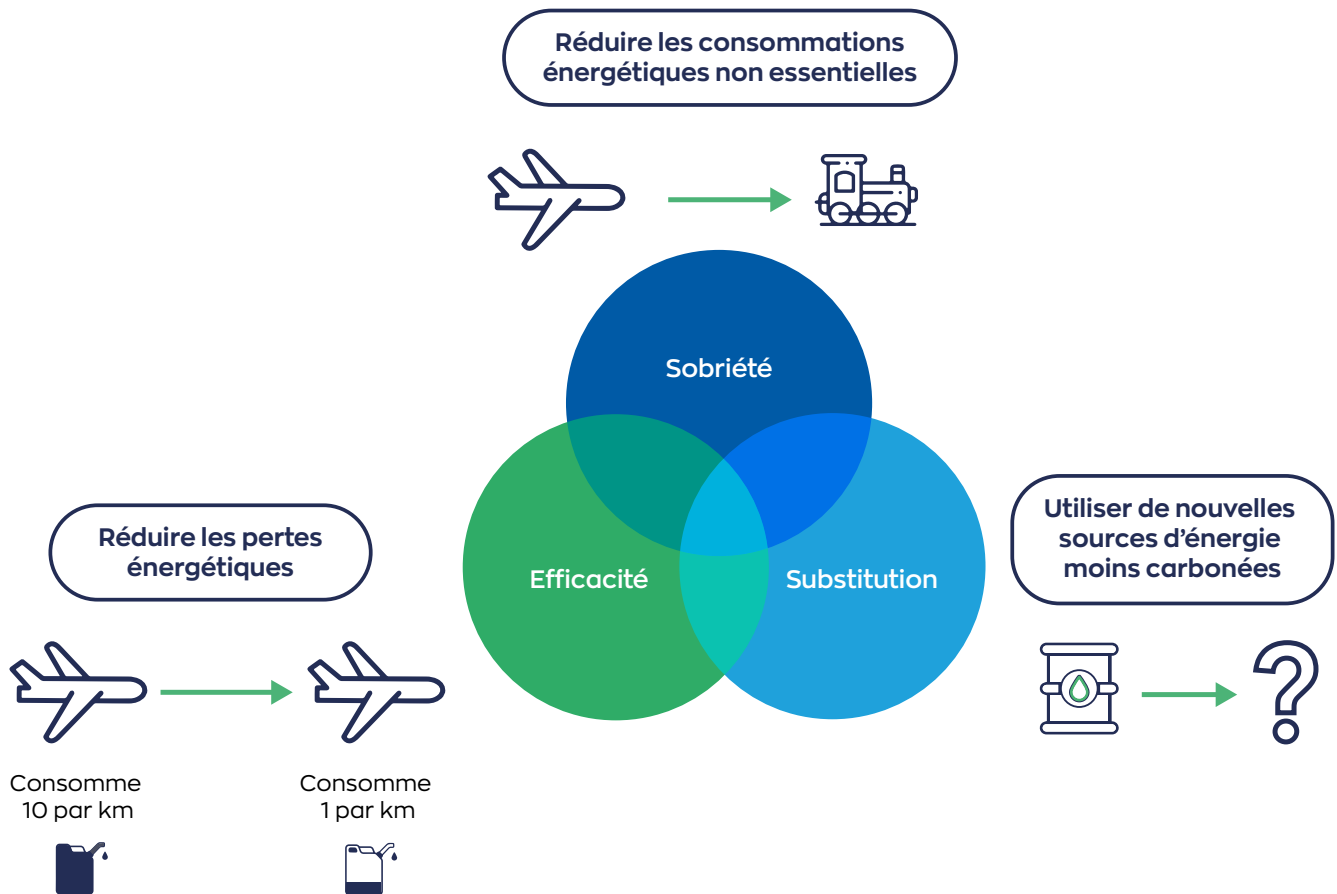 Réduire les consommations
énergétiques non essentielles
Sobriété
Réduire les pertes
énergétiques
Efficacité
Substitution
Utiliser de nouvelles
sources d'énergie
moins carbonées
Consomme
10 par km
Consomme
1 par km
?